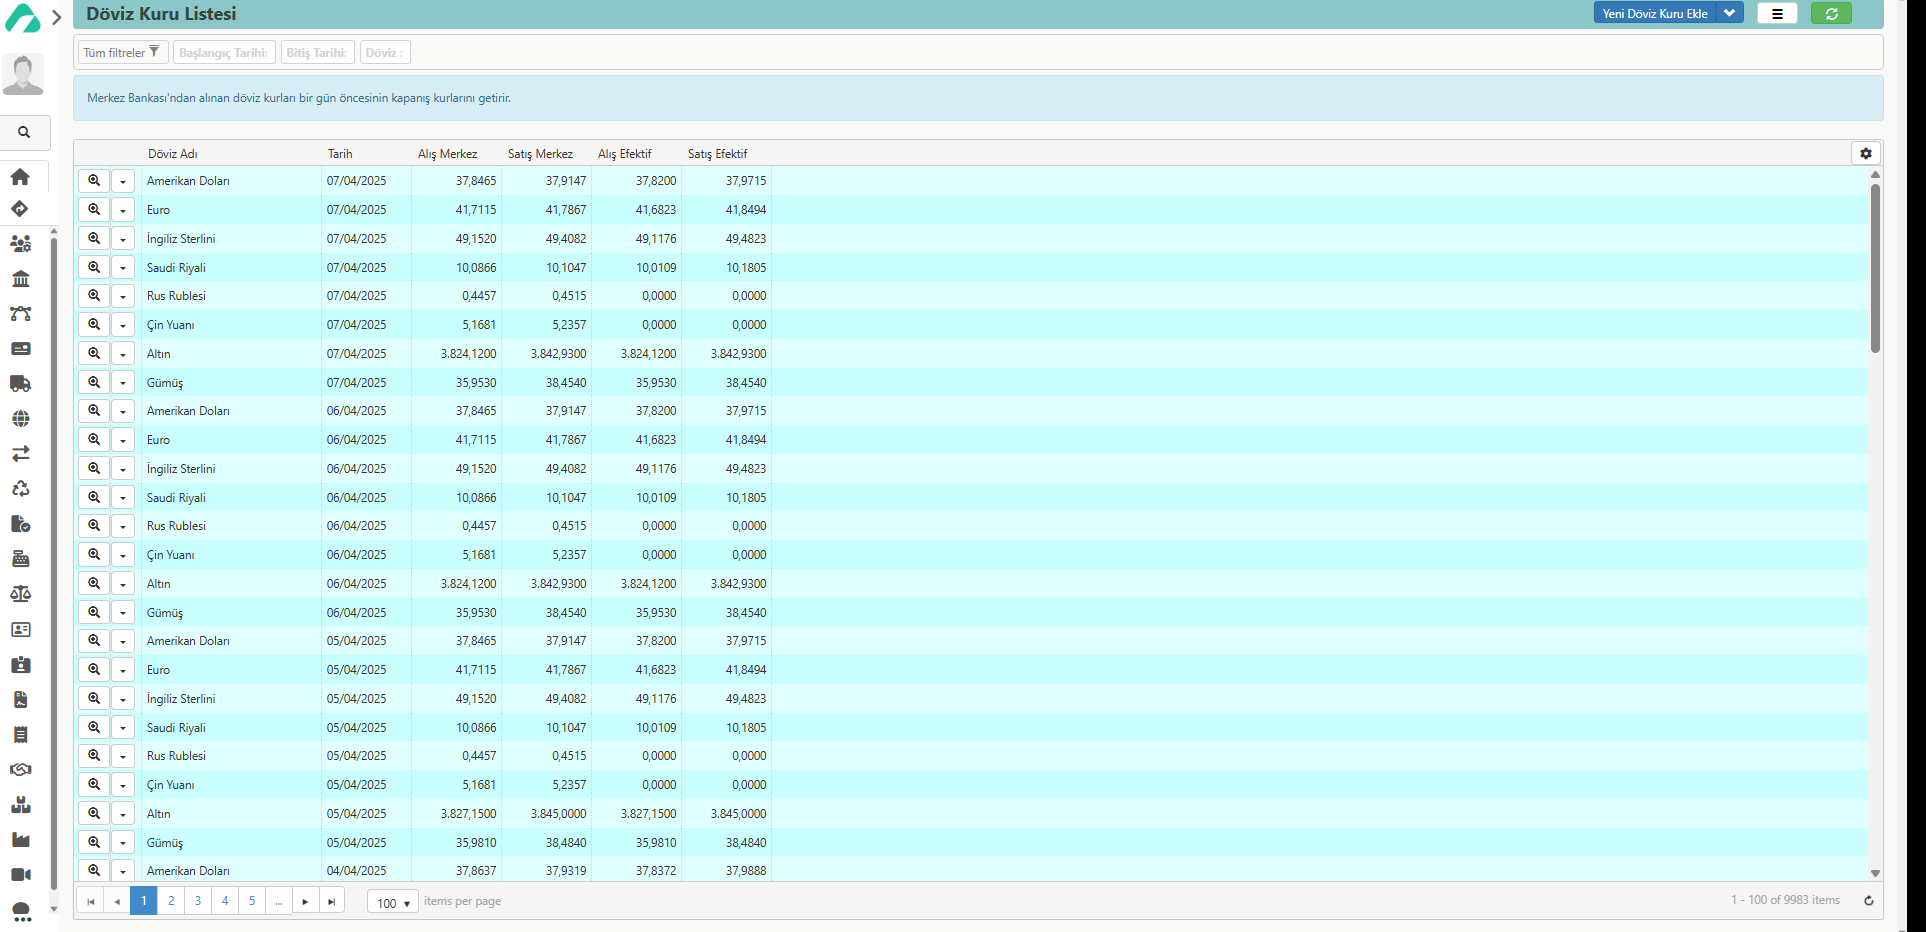 Döviz Kuru Listesi
Yeni Döviz Kuru Ekle
Tüm filtreler Başlangıç Tarihi: Bitiş Tarihi: Döviz :
Merkez Bankası'ndan alınan döviz kurları bir gün öncesinin kapanış kurlarını getirir.
Döviz Adı Tarih Alış Merkez Satış Merkez Alış Efektif Satış Efektif
Amerikan Doları 07/04/2025 37,8465 37,9147 37,8200 37,9715
Euro 07/04/2025 41,7115 41,7867 41,6823 41,8494
İngiliz Sterlini 07/04/2025 49,1520 49,4082 49,1176 49,4823
Saudi Riyali 07/04/2025 10,0866 10,1047 10,0109 10,1805
Rus Rublesi 07/04/2025 0,4457 0,4515 0,0000 0,0000
Çin Yuanı 07/04/2025 5,1681 5,2357 0,0000 0,0000
Altın 07/04/2025 3.824,1200 3.842,9300 3.824,1200 3.842,9300
Gümüş 07/04/2025 35,9530 38,4540 35,9530 38,4540
Amerikan Doları 06/04/2025 37,8465 37,9147 37,8200 37,9715
Euro 06/04/2025 41,7115 41,7867 41,6823 41,8494
İngiliz Sterlini 06/04/2025 49,1520 49,4082 49,1176 49,4823
Saudi Riyali 06/04/2025 10,0866 10,1047 10,0109 10,1805
Rus Rublesi 06/04/2025 0,4457 0,4515 0,0000 0,0000
Çin Yuanı 06/04/2025 5,1681 5,2357 0,0000 0,0000
Altın 06/04/2025 3.824,1200 3.842,9300 3.824,1200 3.842,9300
Gümüş 06/04/2025 35,9530 38,4540 35,9530 38,4540
Amerikan Doları 05/04/2025 37,8465 37,9147 37,8200 37,9715
Euro 05/04/2025 41,7115 41,7867 41,6823 41,8494
İngiliz Sterlini 05/04/2025 49,1520 49,4082 49,1176 49,4823
Saudi Riyali 05/04/2025 10,0866 10,1047 10,0109 10,1805
Rus Rublesi 05/04/2025 0,4457 0,4515 0,0000 0,0000
Çin Yuanı 05/04/2025 5,1681 5,2357 0,0000 0,0000
Altın 05/04/2025 3.827,1500 3.845,0000 3.827,1500 3.845,0000
Gümüş 05/04/2025 35,9810 38,4840 35,9810 38,4840
Amerikan Doları 04/04/2025 37,8637 37,9319 37,8372 37,9888
1 2 3 4 5 ... 100 items per page 1 - 100 of 9983 items